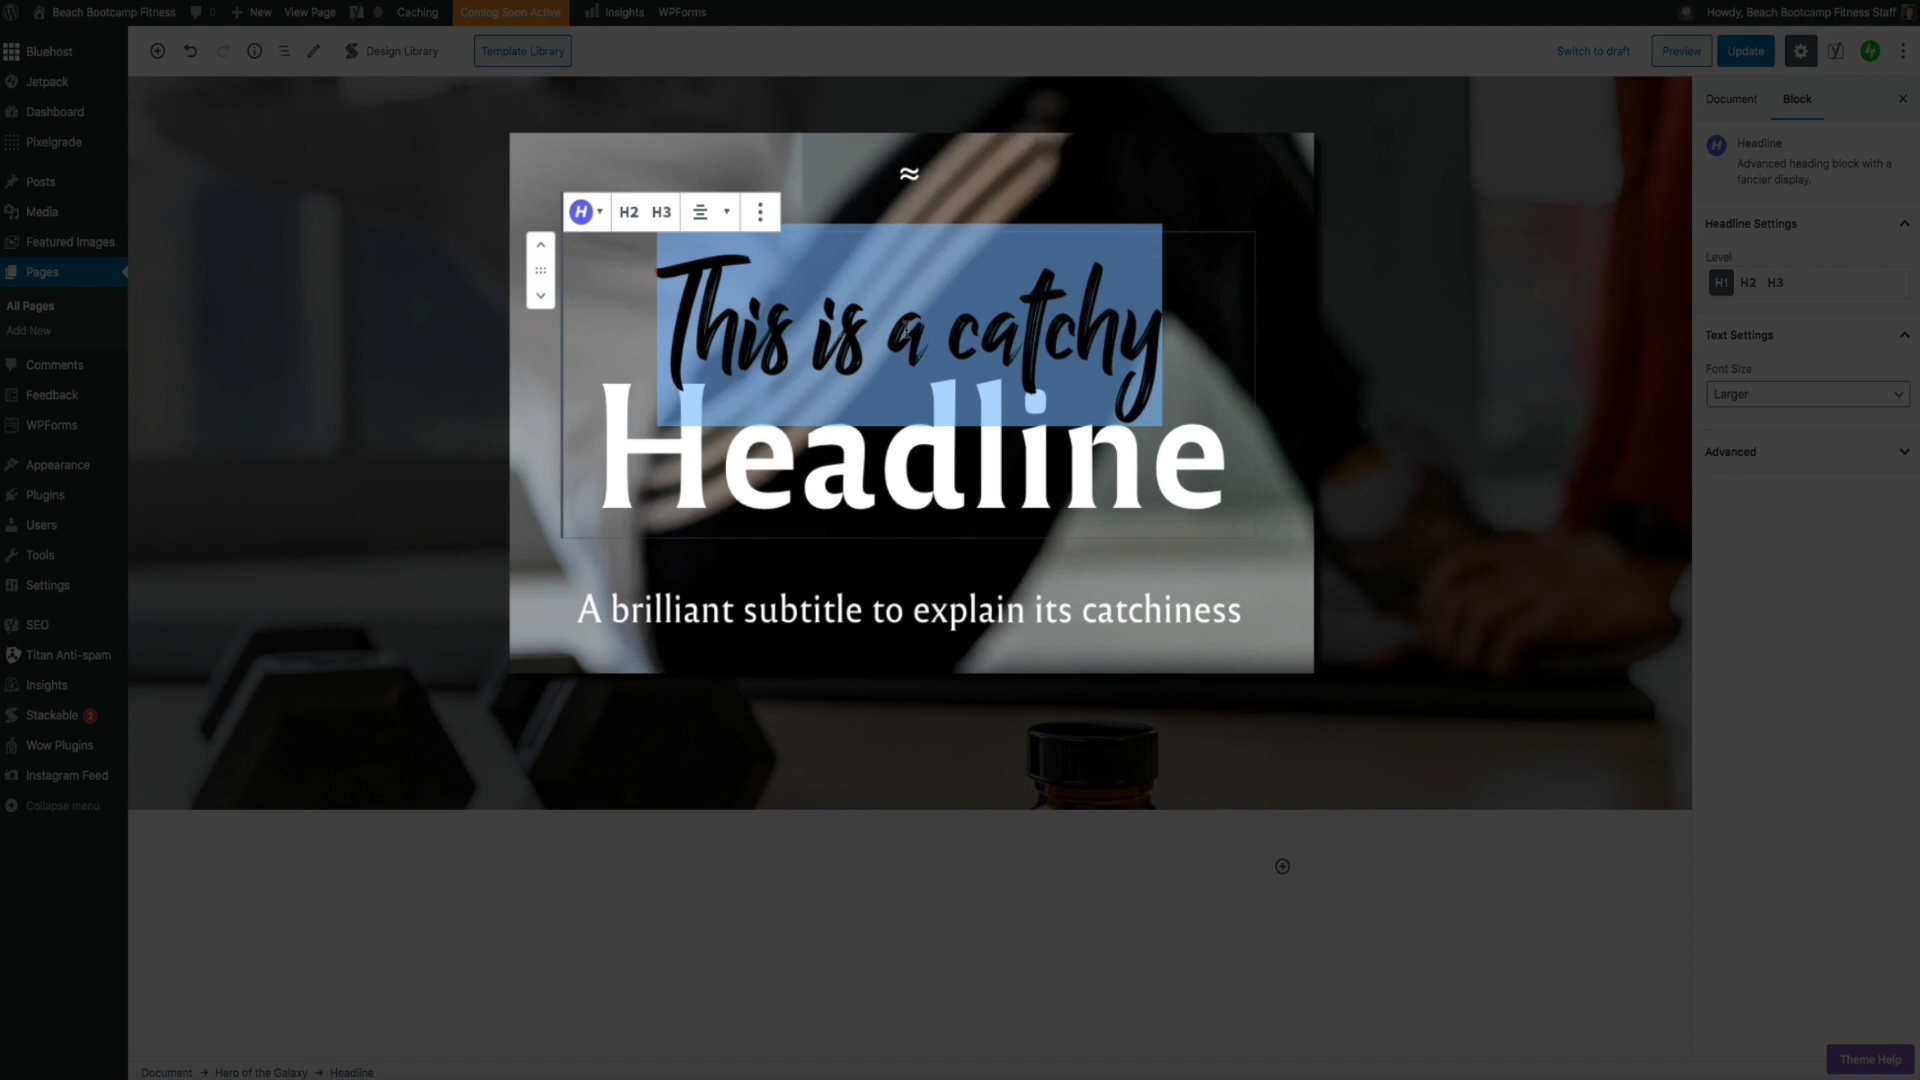 Beach Bootcamp Fitness 0 New View Page Caching Coming Soon Active Insights WPForms Howdy, Beach Bootcamp Fitness Staff
Bluehost
Jetpack
Dashboard
Pixelgrade
Posts
Media
Featured Images
Pages
All Pages
Add New
Comments
Feedback
WPForms
Appearance
Plugins
Users
Tools
Settings
SEO
Titan Anti-spam
Insights
Stackable 2
Wow Plugins
Instagram Feed
Collapse menu
Design Library Template Library Switch to draft Preview Update
H H2 H3
This is a catchy
Headline
A brilliant subtitle to explain its catchiness
Document Block
H Headline
Advanced heading block with a
fancier display.
Headline Settings
Level
H1 H2 H3
Text Settings
Font Size
Larger
Advanced
Theme Help
Document → Hero of the Galaxy → Headline